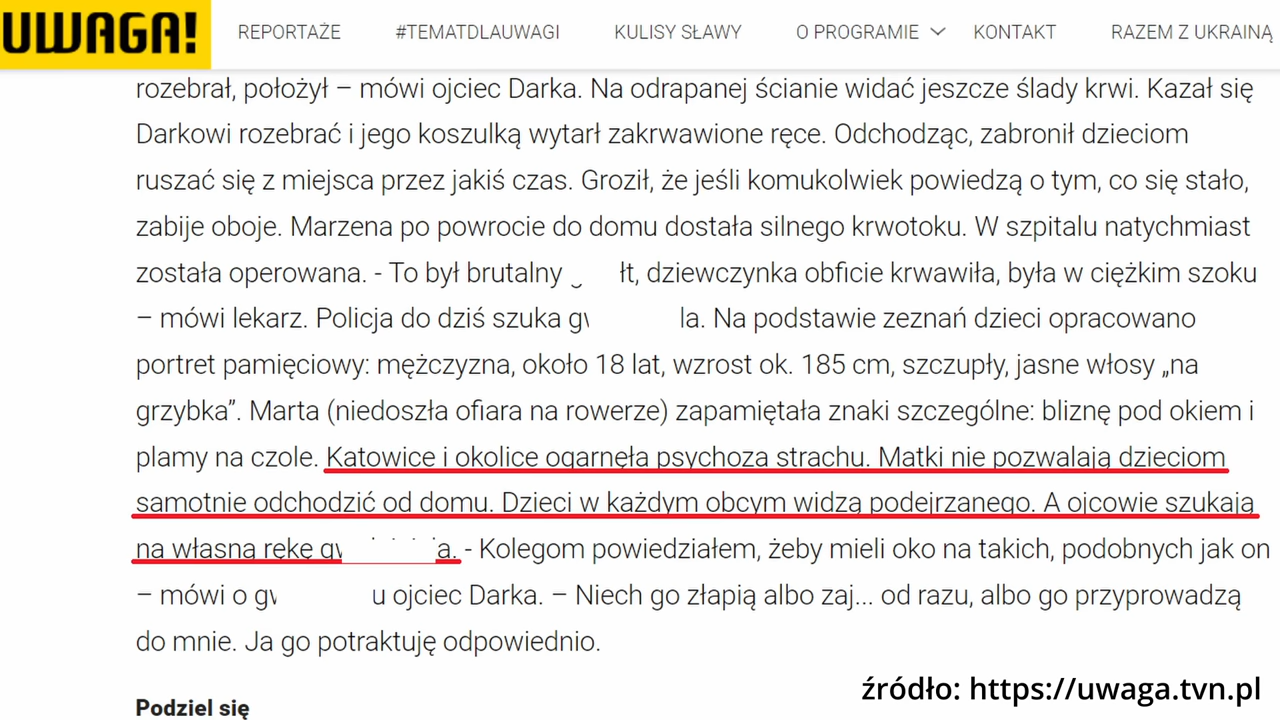 UWAGA! REPORTAŻE #TEMATDLAUWAGI KULISY SŁAWY O PROGRAMIE KONTAKT RAZEM Z UKRAINĄ
rozebrał, położył – mówi ojciec Darka. Na odrapanej ścianie widać jeszcze ślady krwi. Kazał się
Darkowi rozebrać i jego koszulką wytarł zakrwawione ręce. Odchodząc, zabronił dzieciom
ruszać się z miejsca przez jakiś czas. Groził, że jeśli komukolwiek powiedzą o tym, co się stało,
zabije oboje. Marzena po powrocie do domu dostała silnego krwotoku. W szpitalu natychmiast
została operowana. - To był brutalny łt, dziewczynka obficie krwawiła, była w ciężkim szoku
– mówi lekarz. Policja do dziś szuka gw la. Na podstawie zeznań dzieci opracowano
portret pamięciowy: mężczyzna, około 18 lat, wzrost ok. 185 cm, szczupły, jasne włosy „na
grzybka”. Marta (niedoszła ofiara na rowerze) zapamiętała znaki szczególne: bliznę pod okiem i
plamy na czole. Katowice i okolice ogarnęła psychoza strachu. Matki nie pozwalają dzieciom
samotnie odchodzić od domu. Dzieci w każdym obcym widzą podejrzanego. A ojcowie szukają
na własną rękę gw a. - Kolegom powiedziałem, żeby mieli oko na takich, podobnych jak on
– mówi o gw u ojciec Darka. – Niech go złapią albo zaj... od razu, albo go przyprowadzą
do mnie. Ja go potraktuję odpowiednio.
Podziel się
źródło: https://uwaga.tvn.pl